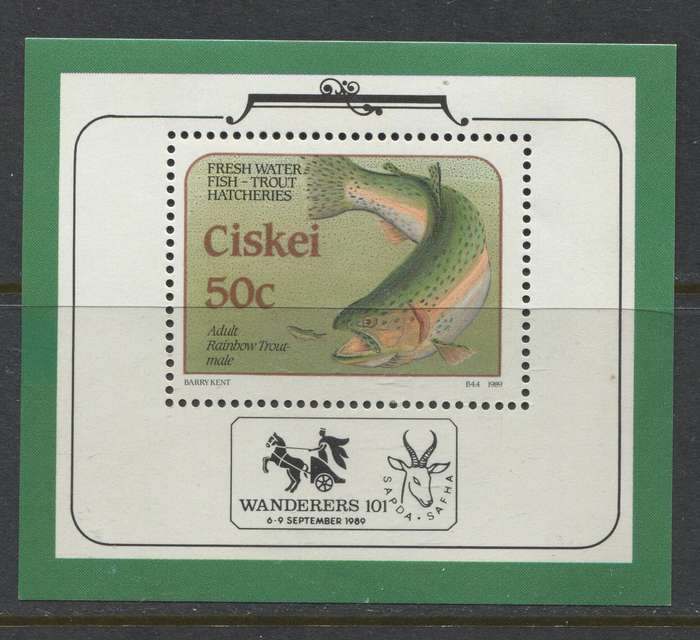 FRESH WATER
FISH - TROUT
HATCHERIES
Ciskei
50c
Adult
Rainbow Trout-
male
BARRY KENT
B4.4 1989
WANDERERS 101
6-9 SEPTEMBER 1989
SAPDA · SAFHA